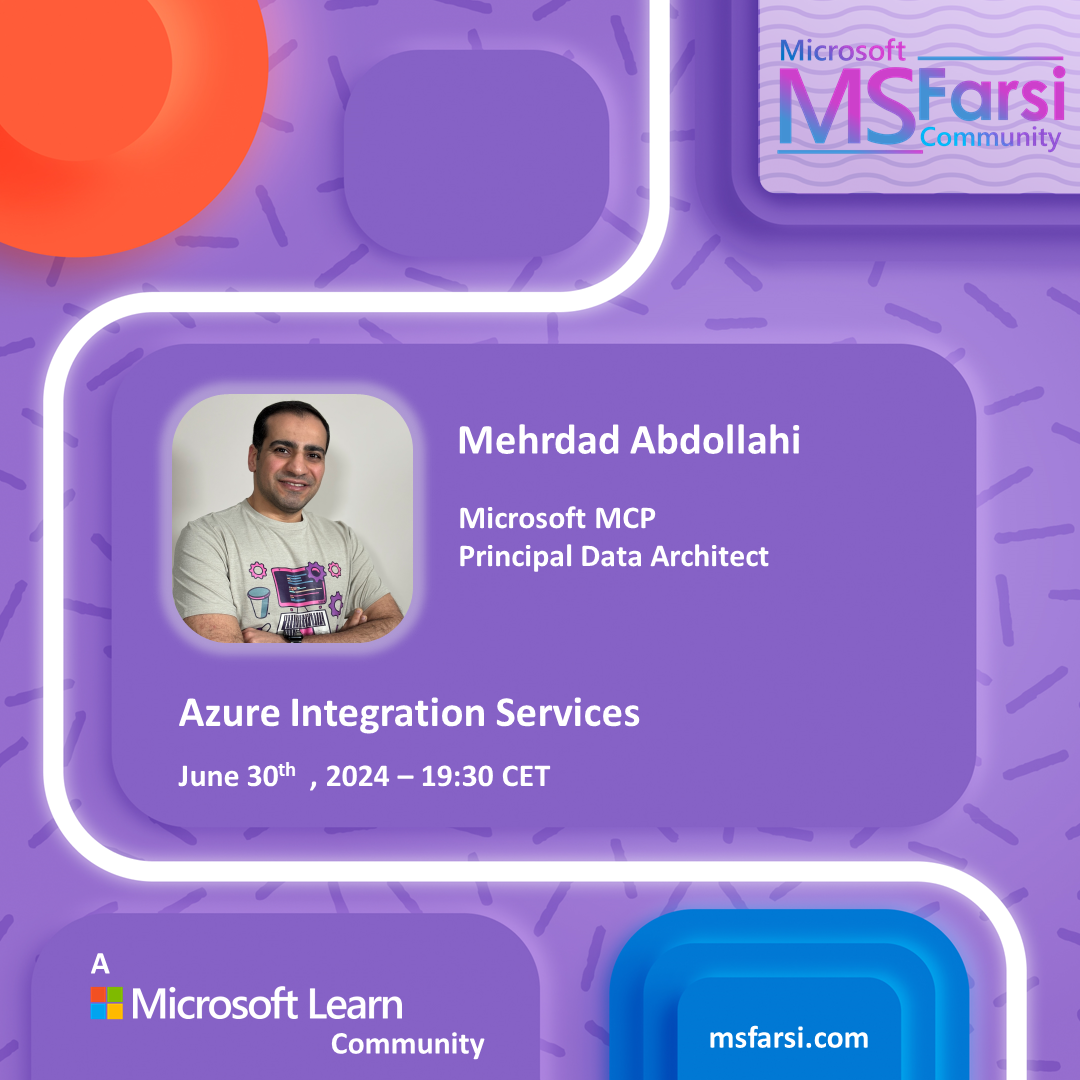 Microsoft
MSFarsi
Community
Mehrdad Abdollahi
Microsoft MCP
Principal Data Architect
Azure Integration Services
June 30th , 2024 – 19:30 CET
A
Microsoft Learn
Community
msfarsi.com